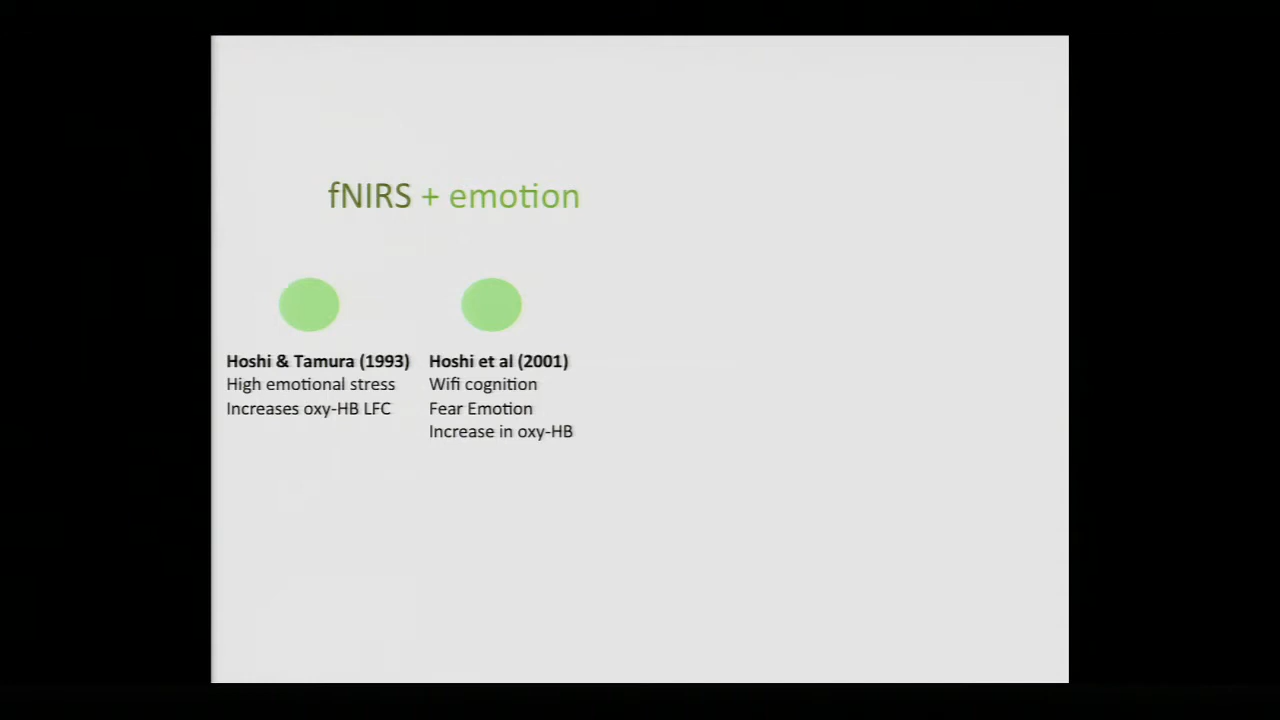 fNIRS + emotion
Hoshi & Tamura (1993)
High emotional stress
Increases oxy-HB LFC
Hoshi et al (2001)
Wifi cognition
Fear Emotion
Increase in oxy-HB